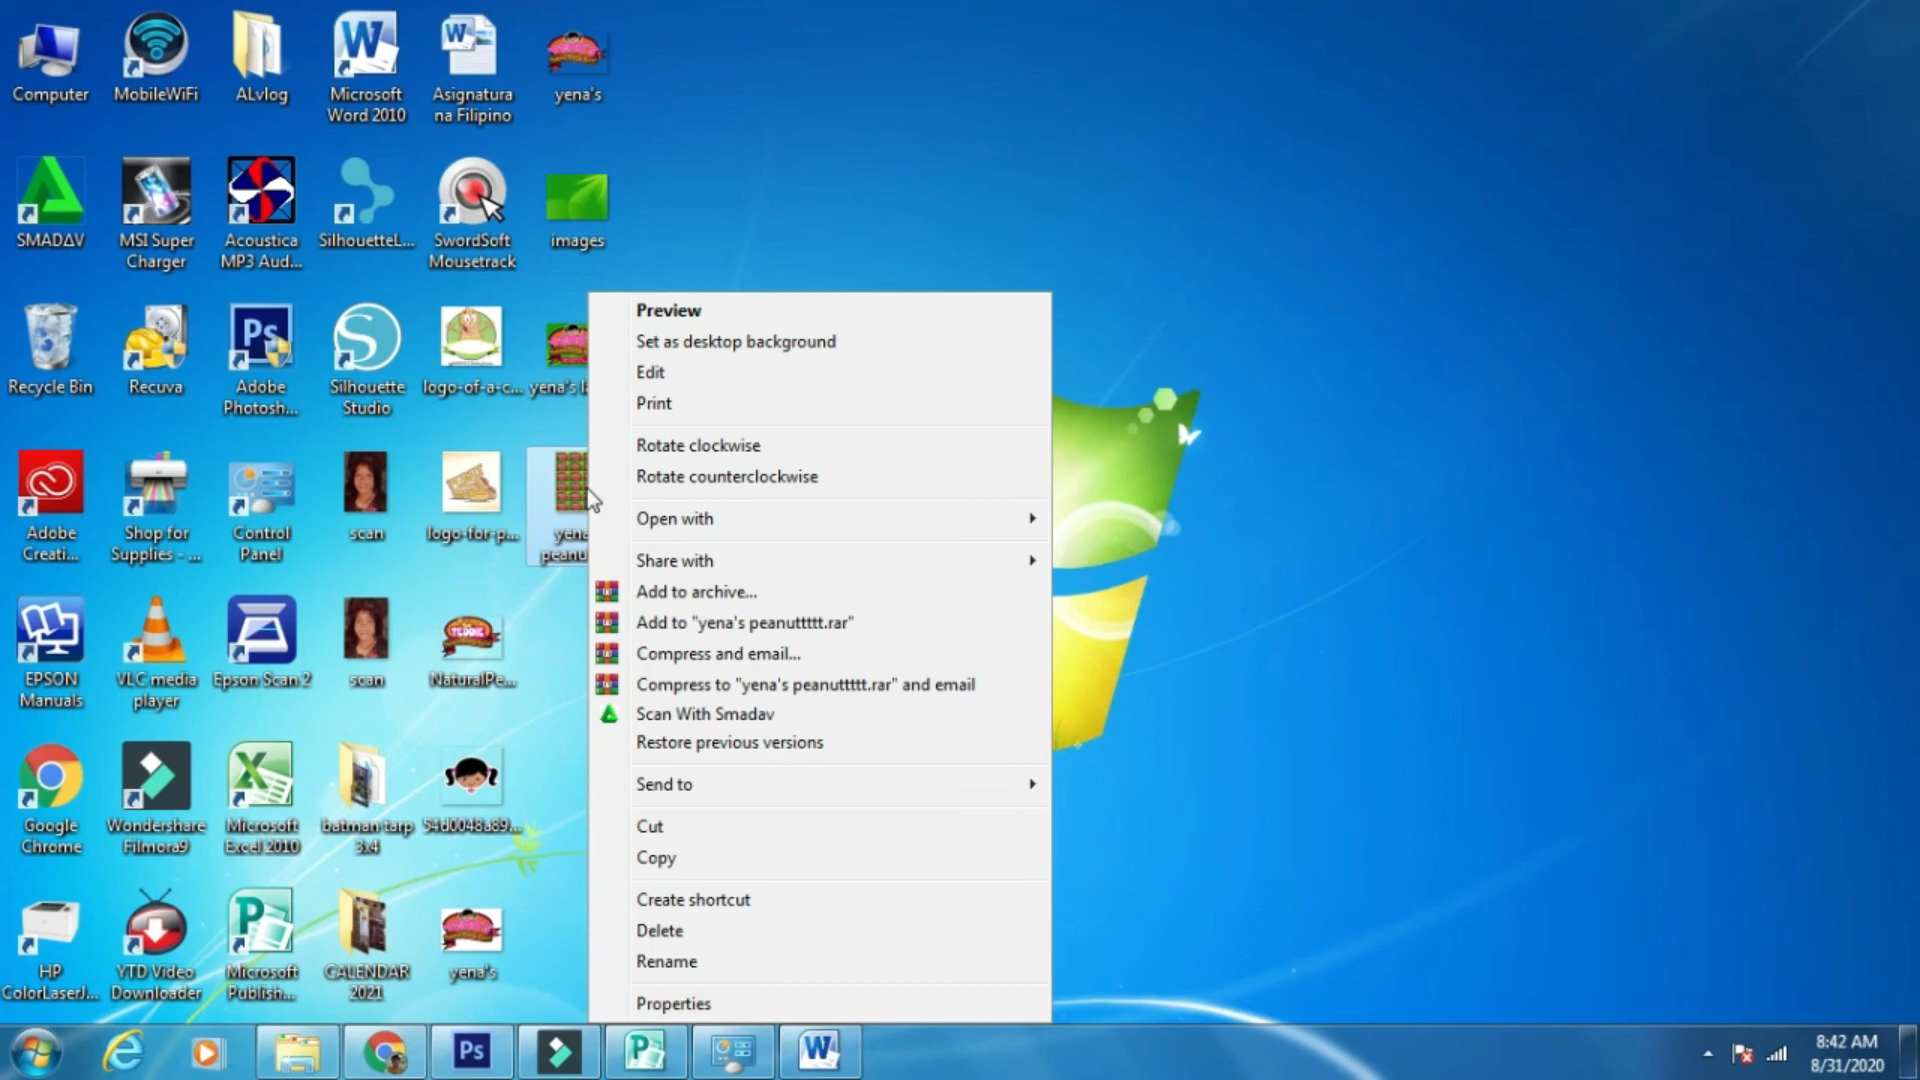 Computer
MobileWiFi
ALvlog
Microsoft
Word 2010
Asignatura
na Filipino
yena's
SMADΔV
MSI Super
Charger
Acoustica
MP3 Aud...
SilhouetteL...
SwordSoft
Mousetrack
images
Recycle Bin
Recuva
Ps
Adobe
Photosh...
Silhouette
Studio
logo-of-a-c...
yena's l
Adobe
Creati...
Shop for
Supplies - ...
Control
Panel
scan
logo-for-p...
yena
peanu
EPSON
Manuals
VLC media
player
Epson Scan 2
scan
TEDDIE
NaturalPe...
Google
Chrome
Wondershare
Filmora9
Microsoft
Excel 2010
batman tarp
3x4
54d0048a89...
HP
ColorLaserJ...
YTD Video
Downloader
Microsoft
Publish...
CALENDAR
2021
yena's
Preview
Set as desktop background
Edit
Print
Rotate clockwise
Rotate counterclockwise
Open with
Share with
Add to archive...
Add to "yena's peanuttttt.rar"
Compress and email...
Compress to "yena's peanuttttt.rar" and email
Scan With Smadav
Restore previous versions
Send to
Cut
Copy
Create shortcut
Delete
Rename
Properties
Ps
8:42 AM
8/31/2020